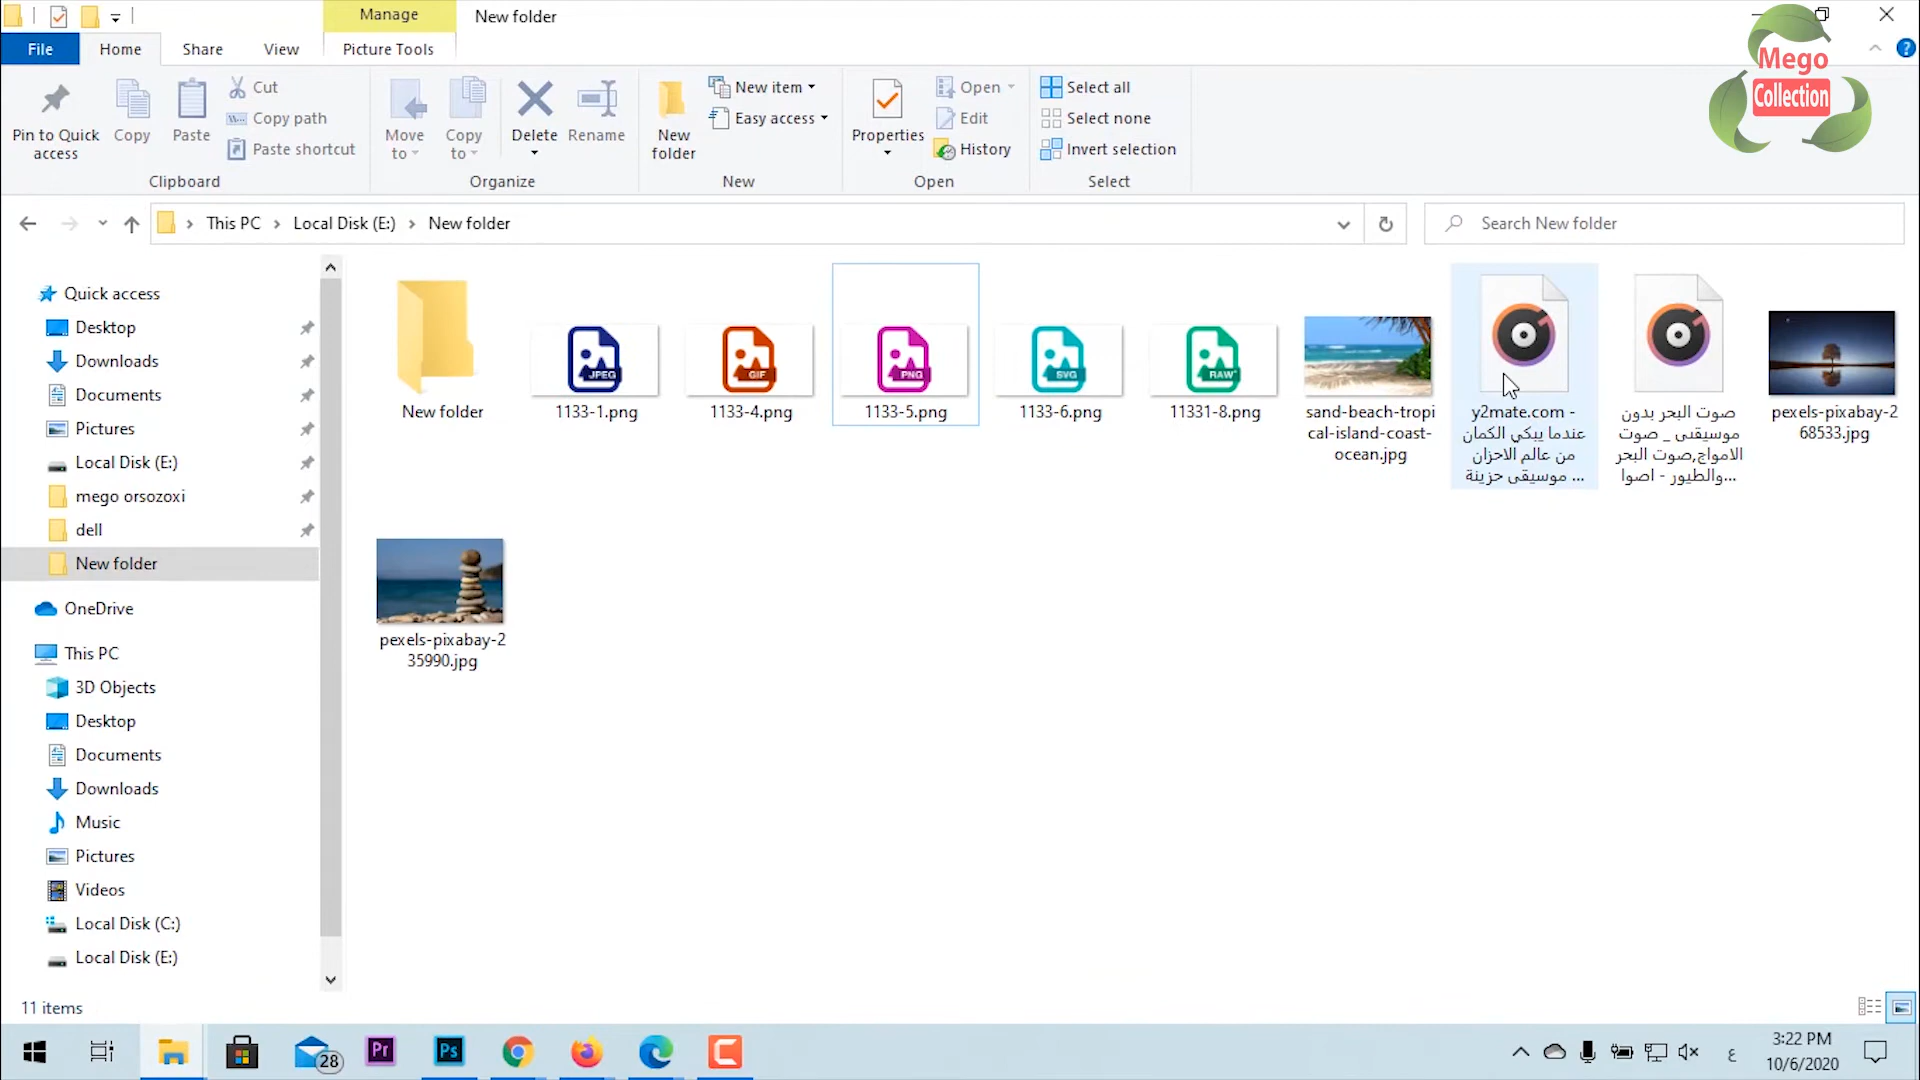 Manage
New folder
File
Home
Share
View
Picture Tools
Mego
Collection
Pin to Quick
access
Copy
Paste
Cut
Copy path
Paste shortcut
Clipboard
Move
to
Copy
to
Delete
Rename
Organize
New
folder
New item
Easy access
New
Properties
Open
Edit
History
Open
Select all
Select none
Invert selection
Select
This PC
Local Disk (E:)
New folder
Search New folder
Quick access
Desktop
Downloads
Documents
Pictures
Local Disk (E:)
mego orsozoxi
dell
New folder
OneDrive
This PC
3D Objects
Desktop
Documents
Downloads
Music
Pictures
Videos
Local Disk (C:)
Local Disk (E:)
New folder
JPEG
1133-1.png
GIF
1133-4.png
PNG
1133-5.png
SVG
1133-6.png
RAW
11331-8.png
sand-beach-tropi
cal-island-coast-
ocean.jpg
y2mate.com -
عندما يبكي الكمان
من عالم الاحزان
موسيقى حزينة ...
صوت البحر بدون
موسيقى _ صوت
الامواج,صوت البحر
والطيور - اصوا...
pexels-pixabay-2
68533.jpg
pexels-pixabay-2
35990.jpg
11 items
28
Pr
Ps
ع
3:22 PM
10/6/2020